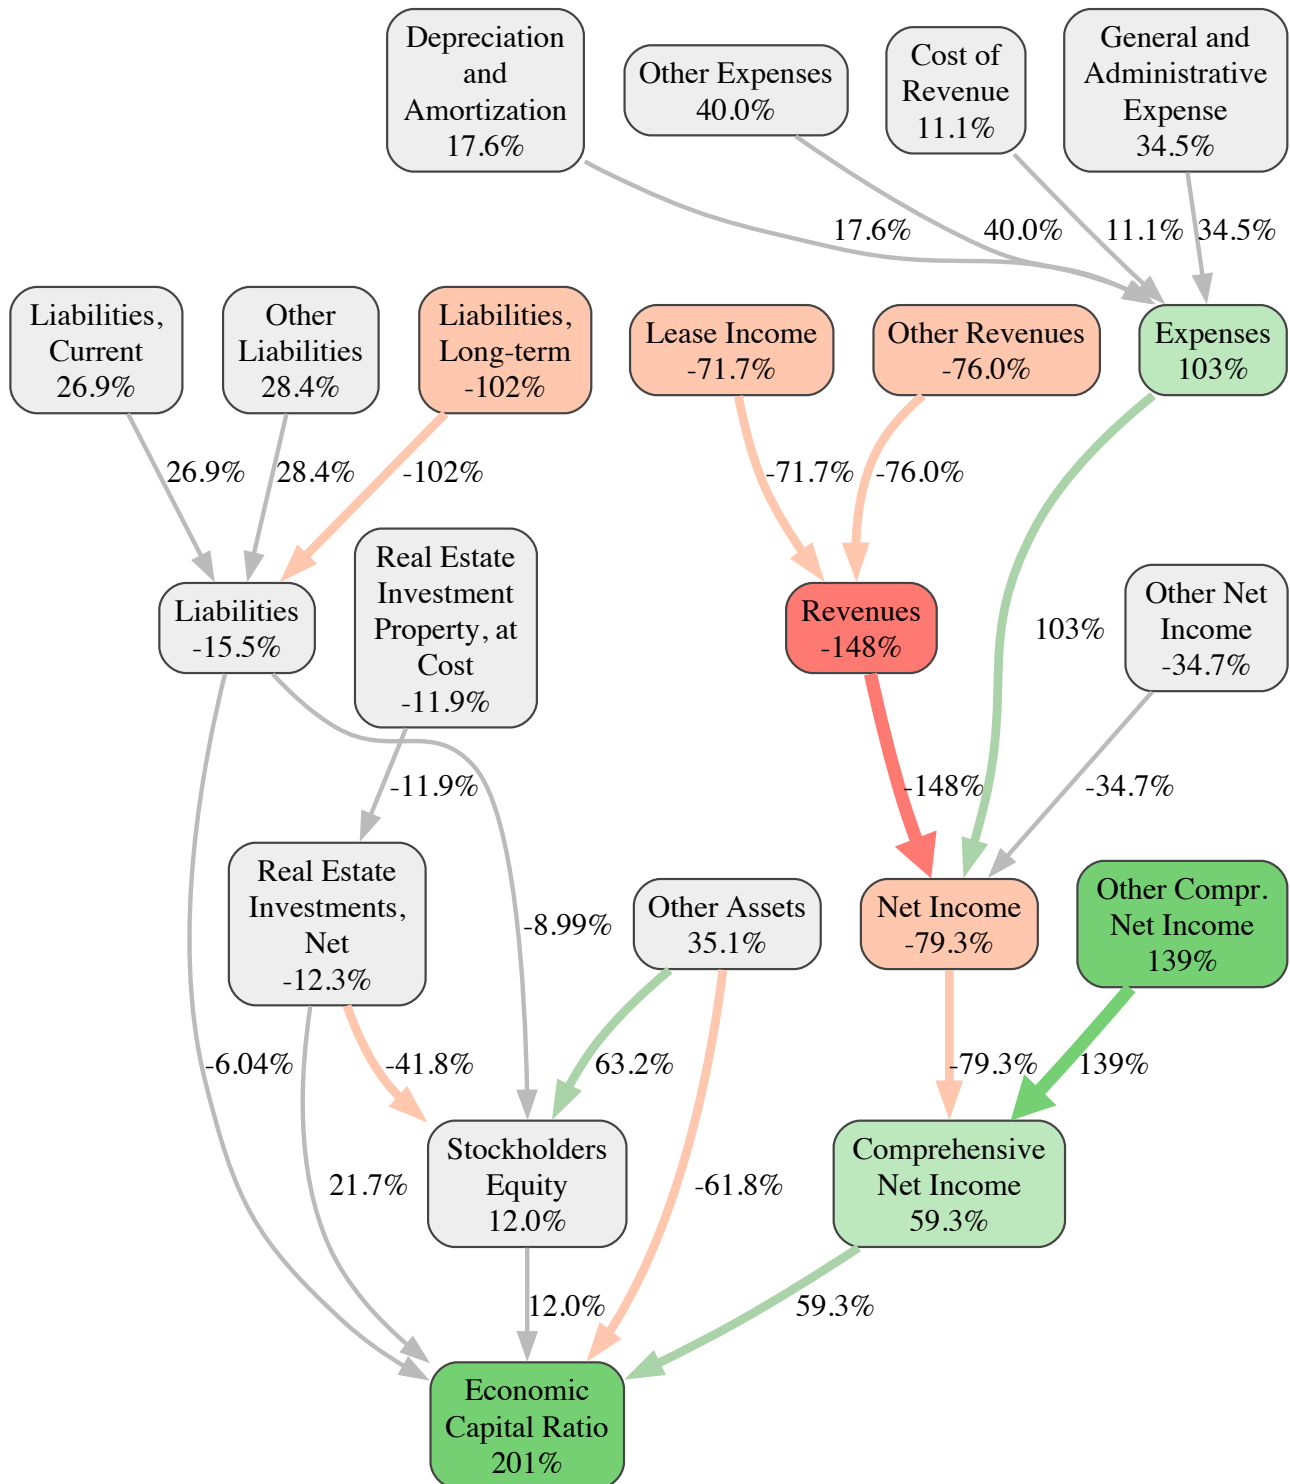 Depreciation
and
Amortization
17.6%
Other Expenses
40.0%
Cost of
Revenue
11.1%
General and
Administrative
Expense
34.5%
17.6%
40.0%
11.1%
34.5%
Liabilities,
Current
26.9%
Other
Liabilities
28.4%
Liabilities,
Long-term
-102%
Lease Income
-71.7%
Other Revenues
-76.0%
Expenses
103%
26.9%
28.4%
-102%
-71.7%
-76.0%
Liabilities
-15.5%
Real Estate
Investment
Property, at
Cost
-11.9%
Revenues
-148%
103%
Other Net
Income
-34.7%
-11.9%
-148%
-34.7%
Real Estate
Investments,
Net
-12.3%
-8.99%
Other Assets
35.1%
Net Income
-79.3%
Other Compr.
Net Income
139%
-6.04%
-41.8%
63.2%
-79.3%
139%
21.7%
Stockholders
Equity
12.0%
-61.8%
Comprehensive
Net Income
59.3%
12.0%
59.3%
Economic
Capital Ratio
201%